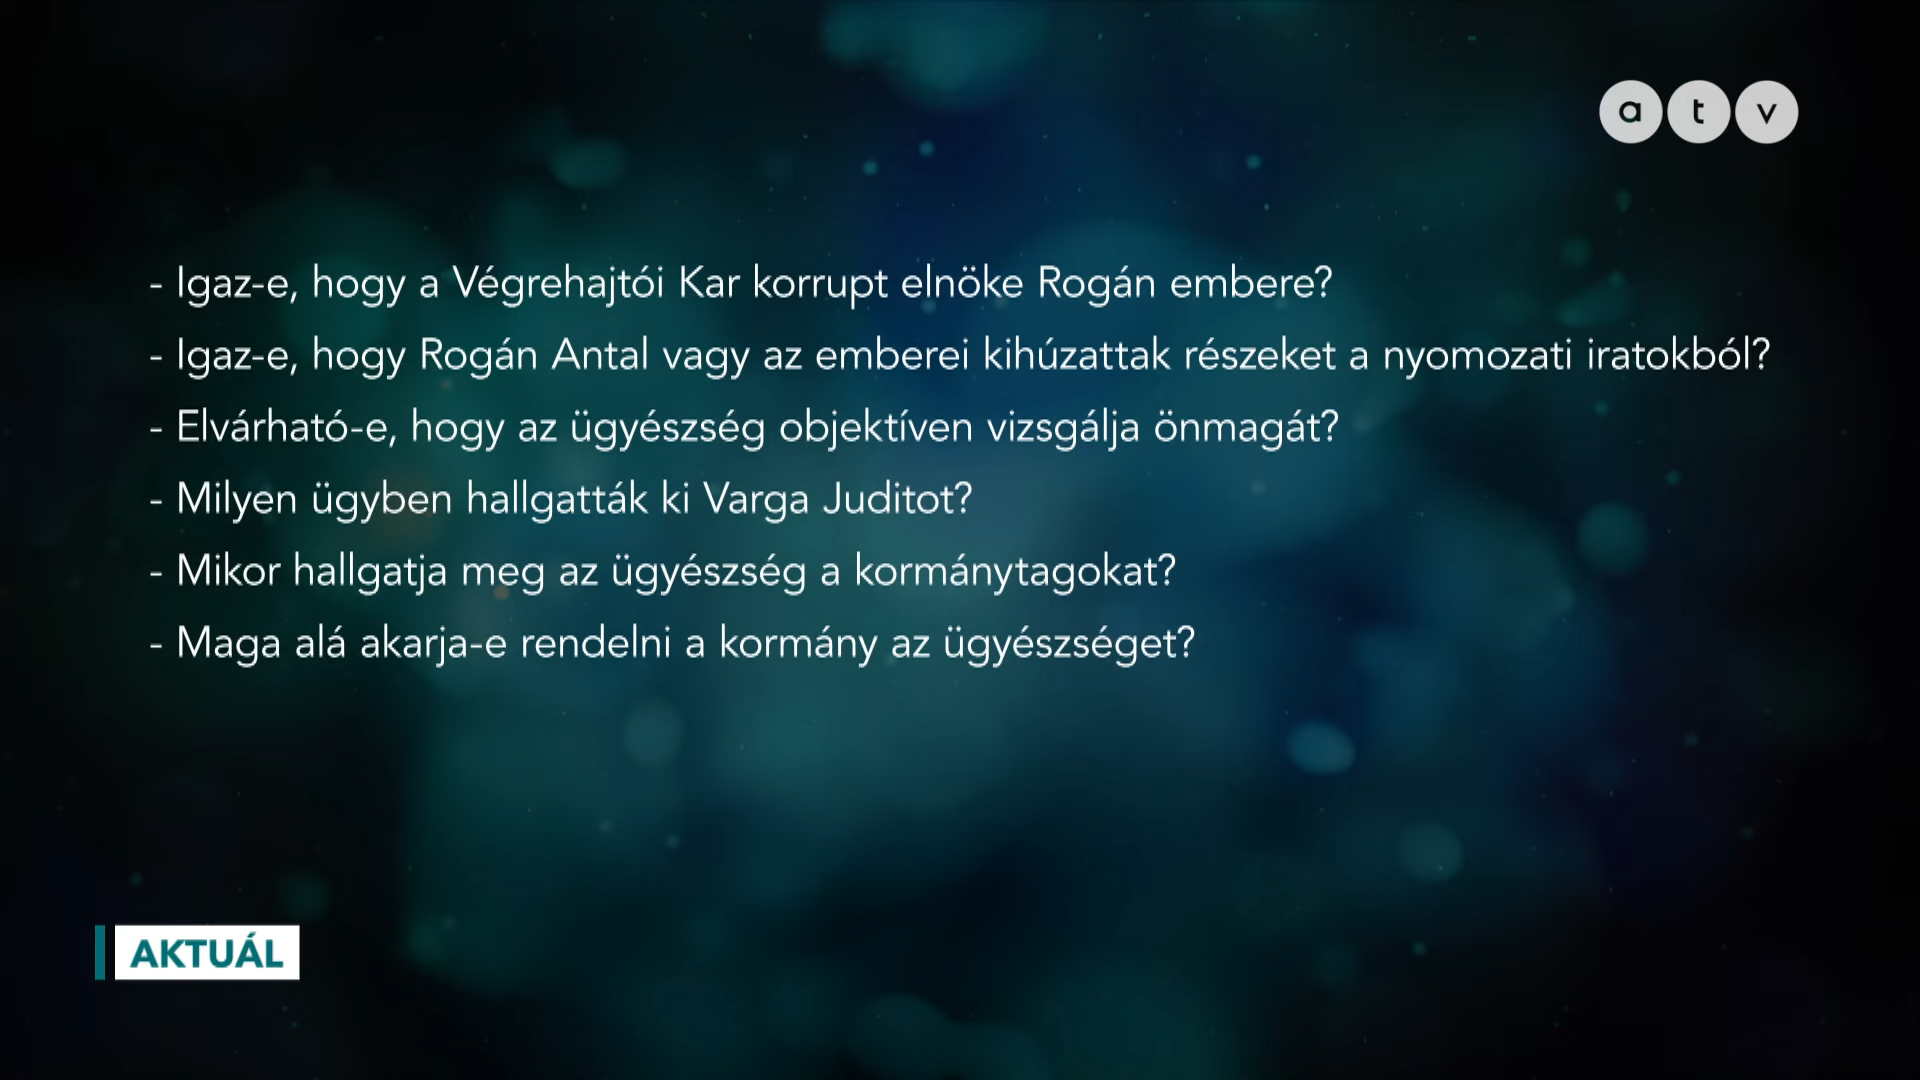 a t v
- Igaz-e, hogy a Végrehajtói Kar korrupt elnöke Rogán embere?
- Igaz-e, hogy Rogán Antal vagy az emberei kihúzattak részeket a nyomozati iratokból?
- Elvárható-e, hogy az ügyészség objektíven vizsgálja önmagát?
- Milyen ügyben hallgatták ki Varga Juditot?
- Mikor hallgatja meg az ügyészség a kormánytagokat?
- Maga alá akarja-e rendelni a kormány az ügyészséget?
AKTUÁL